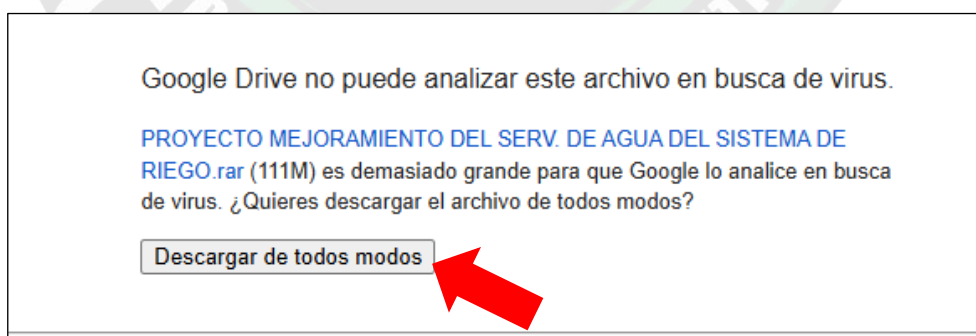 Google Drive no puede analizar este archivo en busca de virus.
PROYECTO MEJORAMIENTO DEL SERV. DE AGUA DEL SISTEMA DE
RIEGO.rar (111M) es demasiado grande para que Google lo analice en busca
de virus. ¿Quieres descargar el archivo de todos modos?
Descargar de todos modos